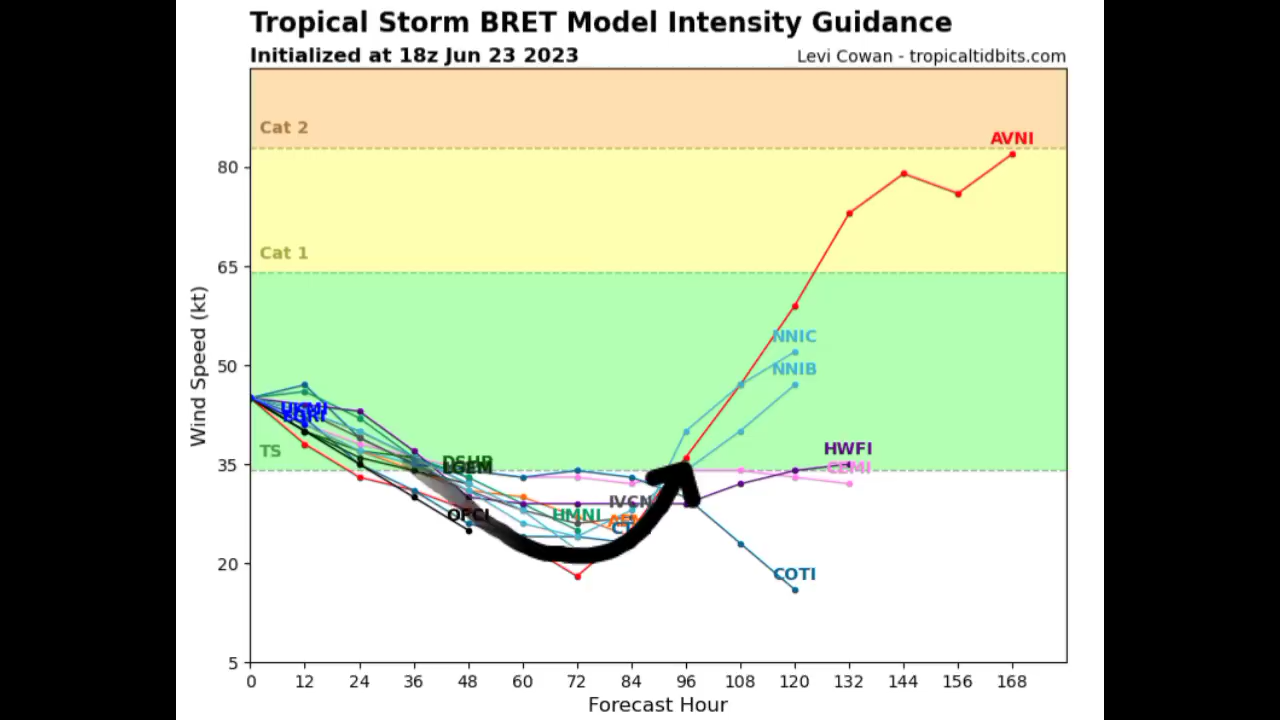 Tropical Storm BRET Model Intensity Guidance
Initialized at 18z Jun 23 2023
Levi Cowan - tropicaltidbits.com
Cat 2
AVNI
80
Cat 1
65
Wind Speed (kt)
NNIC
50
NNIB
UKMI
EGRI
TS
HWFI
DSHP
35
LGEM
CEMI
IVCN
OFCI
HMNI
COTI
20
5
0 12 24 36 48 60 72 84 96 108 120 132 144 156 168
Forecast Hour